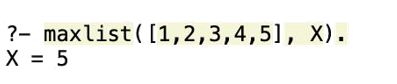 ?- maxlist([1,2,3,4,5], X).
X = 5